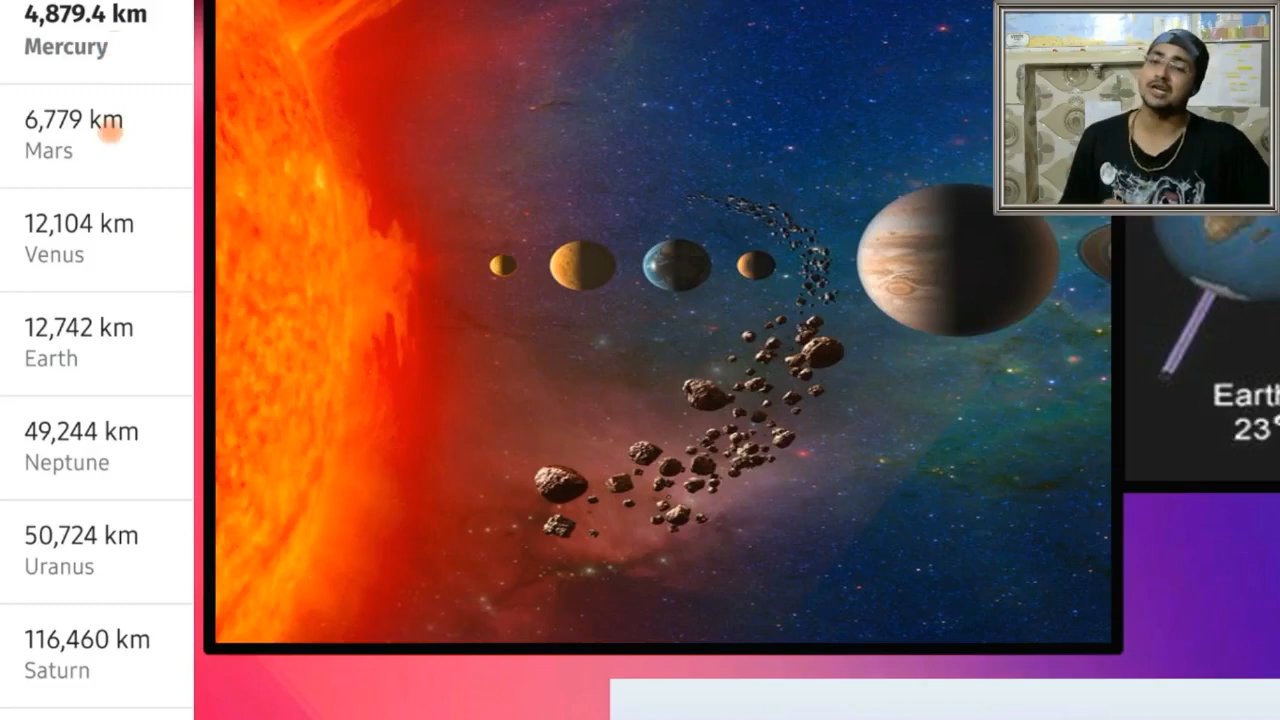 4,879.4 km
Mercury
6,779 km
Mars
12,104 km
Venus
12,742 km
Earth
49,244 km
Neptune
50,724 km
Uranus
116,460 km
Saturn
Earth
23°